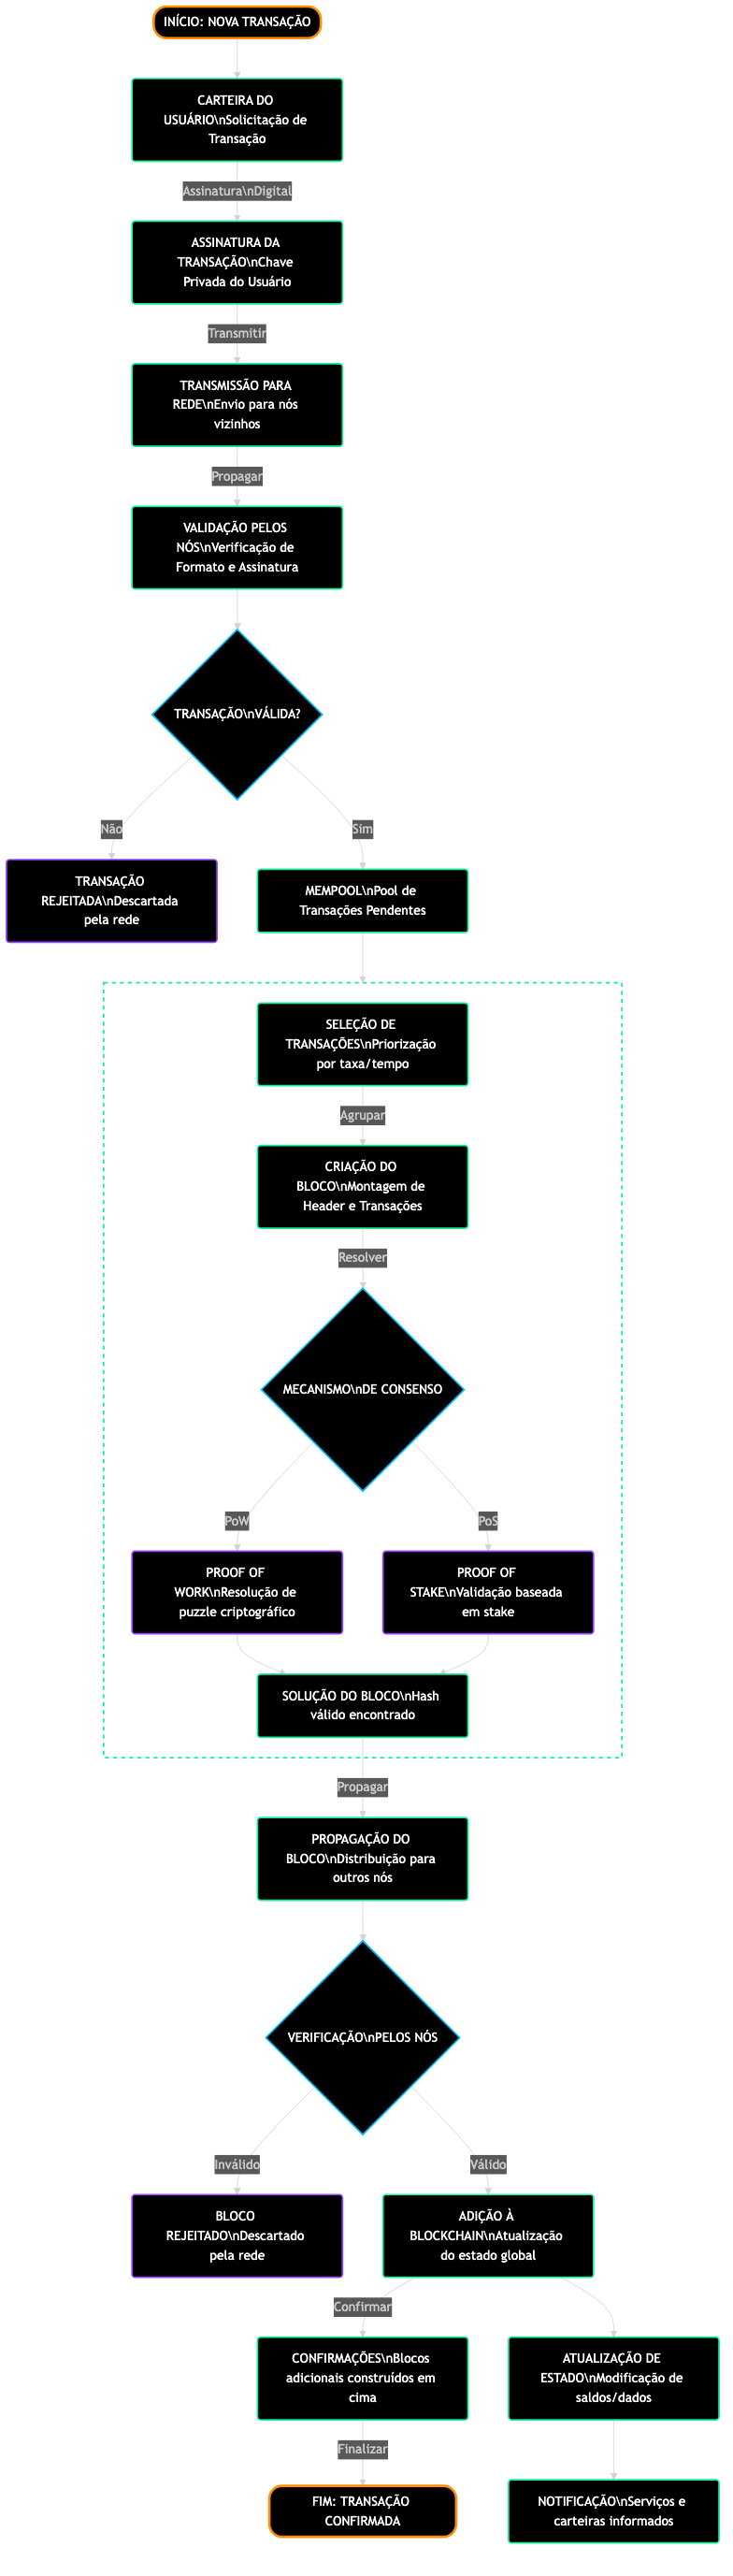 INÍCIO: NOVA TRANSAÇÃO
CARTEIRA DO
USUÁRIO\nSolicitação de
Transação
Assinatura\nDigital
ASSINATURA DA
TRANSAÇÃO\nChave
Privada do Usuário
Transmitir
TRANSMISSÃO PARA
REDE\nEnvio para nós
vizinhos
Propagar
VALIDAÇÃO PELOS
NÓS\nVerificação de
Formato e Assinatura
TRANSAÇÃO\nVÁLIDA?
Não
Sim
TRANSAÇÃO
REJEITADA\nDescartada
pela rede
MEMPOOL\nPool de
Transações Pendentes
SELEÇÃO DE
TRANSAÇÕES\nPriorização
por taxa/tempo
Agrupar
CRIAÇÃO DO
BLOCO\nMontagem de
Header e Transações
Resolver
MECANISMO\nDE CONSENSO
PoW
PoS
PROOF OF
WORK\nResolução de
puzzle criptográfico
PROOF OF
STAKE\nValidação baseada
em stake
SOLUÇÃO DO BLOCO\nHash
válido encontrado
Propagar
PROPAGAÇÃO DO
BLOCO\nDistribuição para
outros nós
VERIFICAÇÃO\nPELOS NÓS
Inválido
Válido
BLOCO
REJEITADO\nDescartado
pela rede
ADIÇÃO À
BLOCKCHAIN\nAtualização
do estado global
Confirmar
CONFIRMAÇÕES\nBlocos
adicionais construídos em
cima
ATUALIZAÇÃO DE
ESTADO\nModificação de
saldos/dados
Finalizar
FIM: TRANSAÇÃO
CONFIRMADA
NOTIFICAÇÃO\nServiços e
carteiras informados